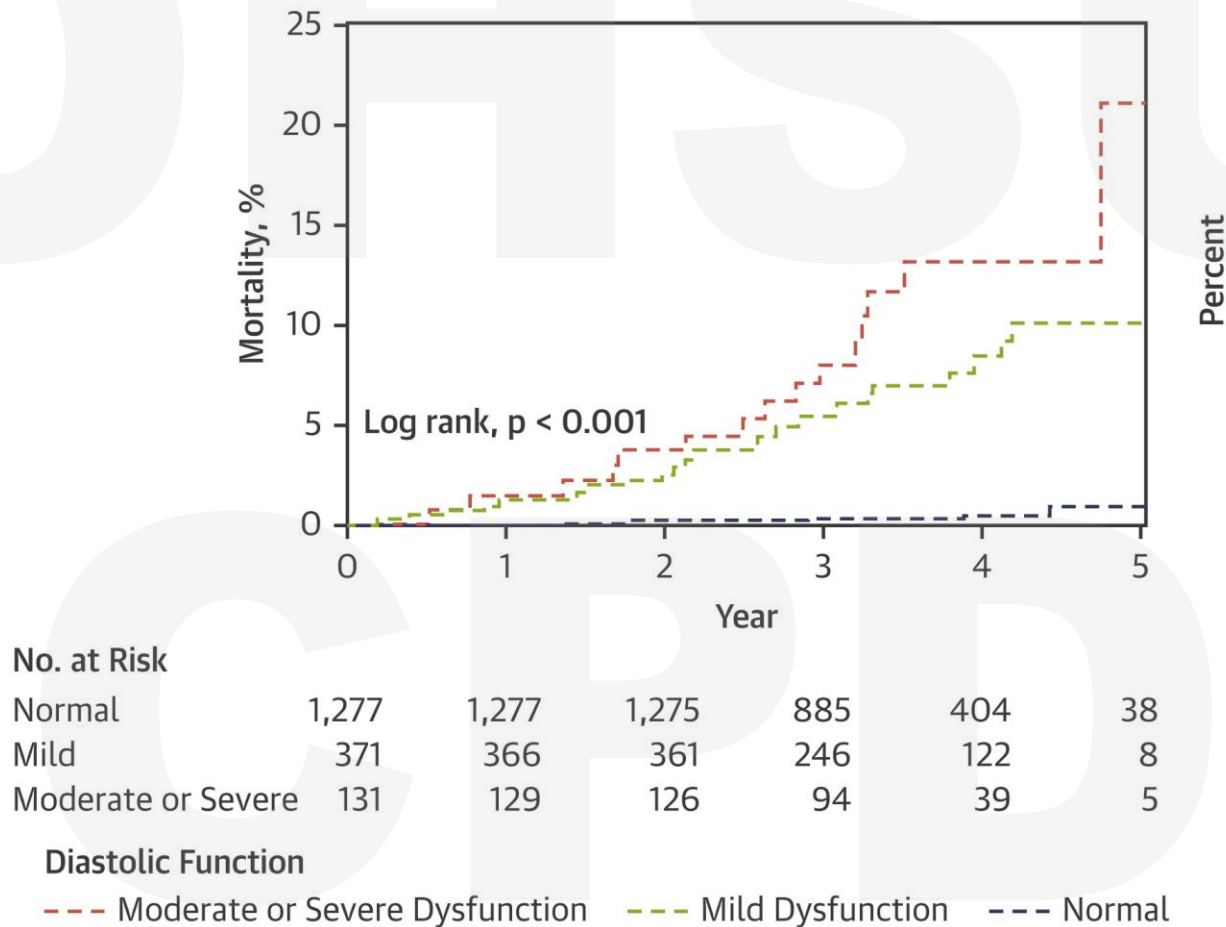 25
20
15
10
5
0
Mortality, %
Log rank, p < 0.001
0 1 2 3 4 5
Year
Percent
No. at Risk
Normal 1,277 1,277 1,275 885 404 38
Mild 371 366 361 246 122 8
Moderate or Severe 131 129 126 94 39 5
Diastolic Function
Moderate or Severe Dysfunction Mild Dysfunction Normal
CPD